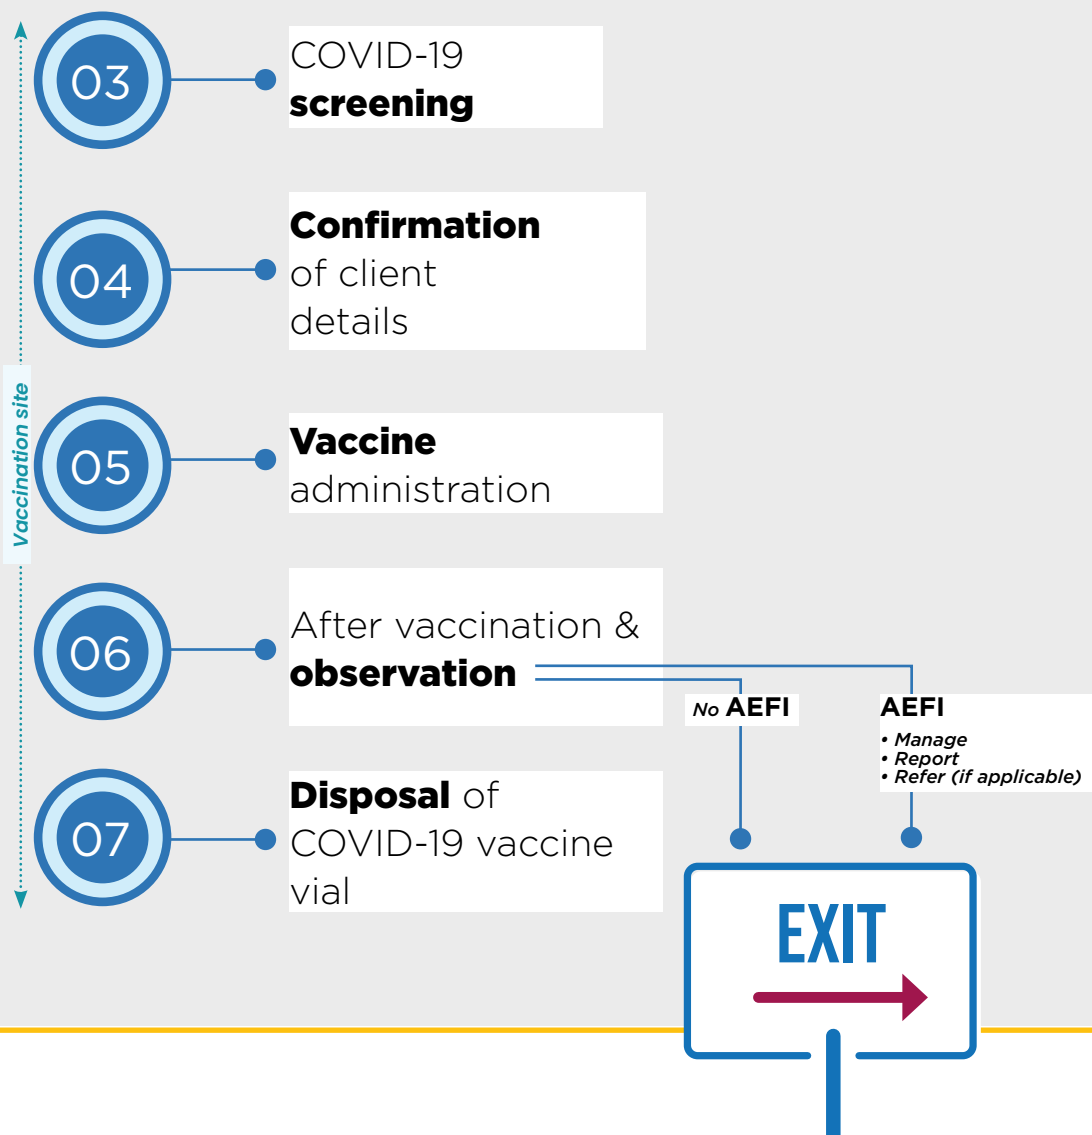 03
COVID-19
screening
04
Confirmation
of client
details
Vaccination site
05
Vaccine
administration
06
After vaccination &
observation
No AEFI
AEFI
• Manage
• Report
• Refer (if applicable)
07
Disposal of
COVID-19 vaccine
vial
EXIT